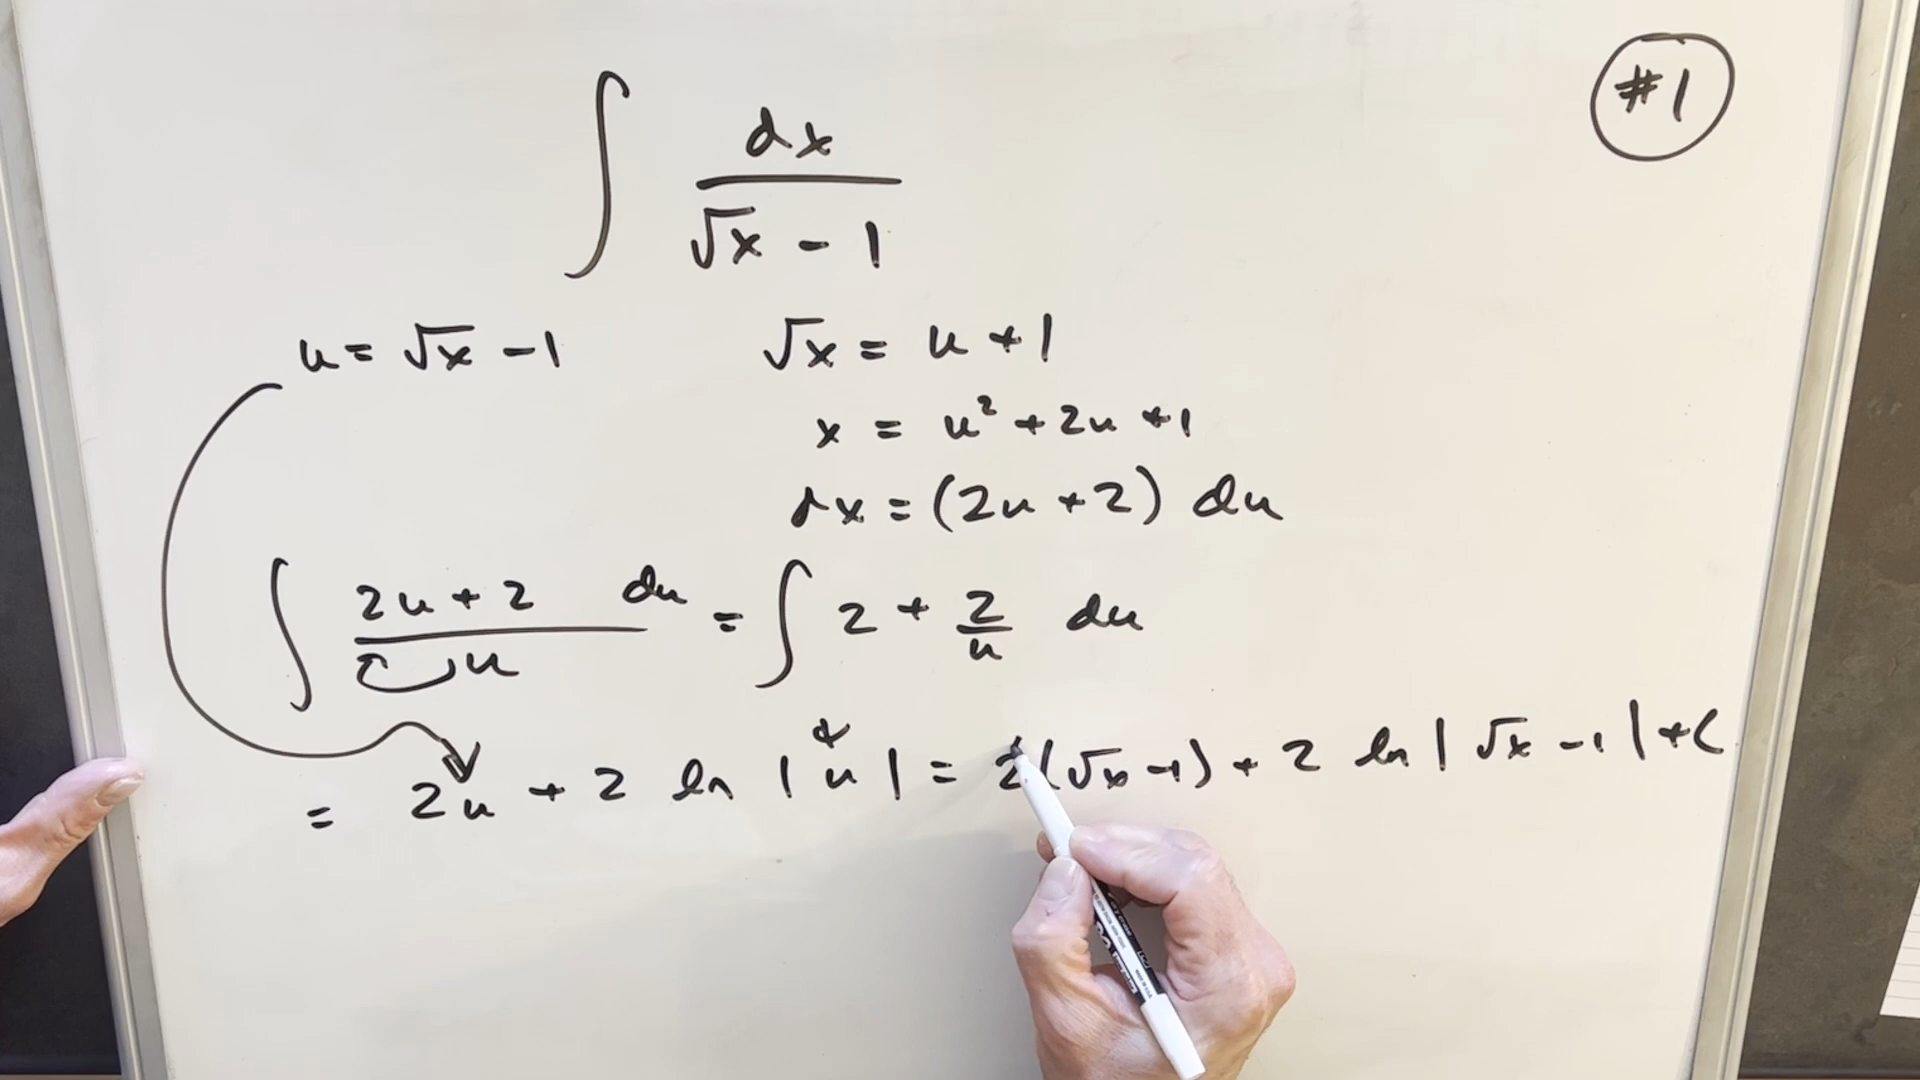 #1
∫ dx / (√x - 1)
u = √x - 1
√x = u + 1
x = u² + 2u + 1
dx = (2u + 2) du
∫ (2u + 2) / u du = ∫ 2 + 2/u du
= 2u + 2 ln |u| = 2(√x - 1) + 2 ln |√x - 1| + C